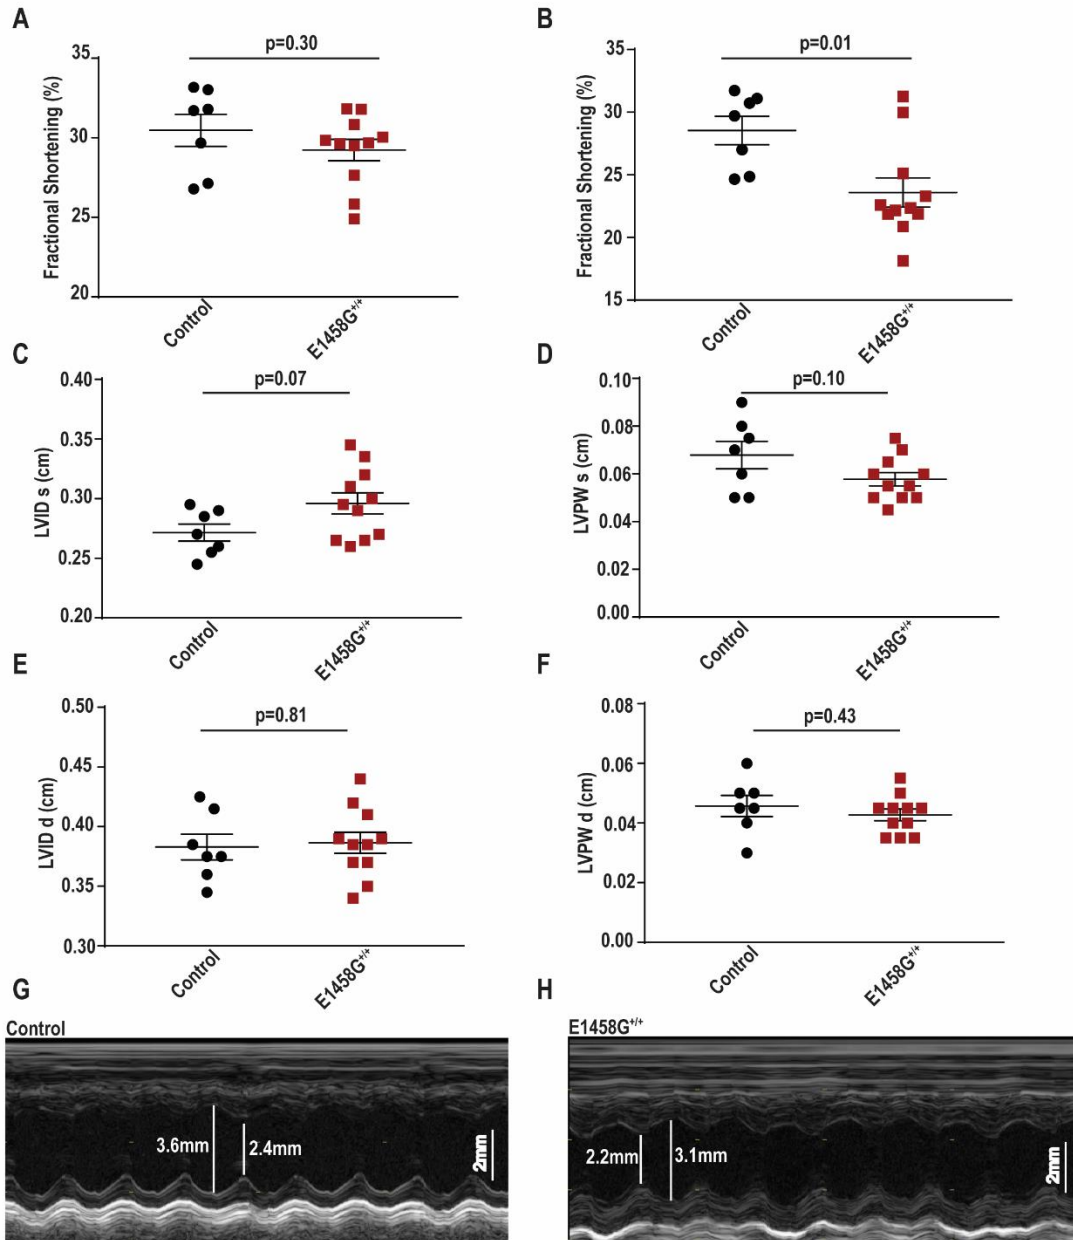 A
p=0.30
Fractional Shortening (%)
35
30
25
20
Control
E1458G+/+
B
p=0.01
Fractional Shortening (%)
35
30
25
20
15
Control
E1458G+/+
C
p=0.07
LVID s (cm)
0.40
0.35
0.30
0.25
0.20
Control
E1458G+/+
D
p=0.10
LVPW s (cm)
0.10
0.08
0.06
0.04
0.02
0.00
Control
E1458G+/+
E
p=0.81
LVID d (cm)
0.50
0.45
0.40
0.35
0.30
Control
E1458G+/+
F
p=0.43
LVPW d (cm)
0.08
0.06
0.04
0.02
0.00
Control
E1458G+/+
G
Control
3.6mm
2.4mm
2mm
H
E1458G+/+
2.2mm
3.1mm
2mm